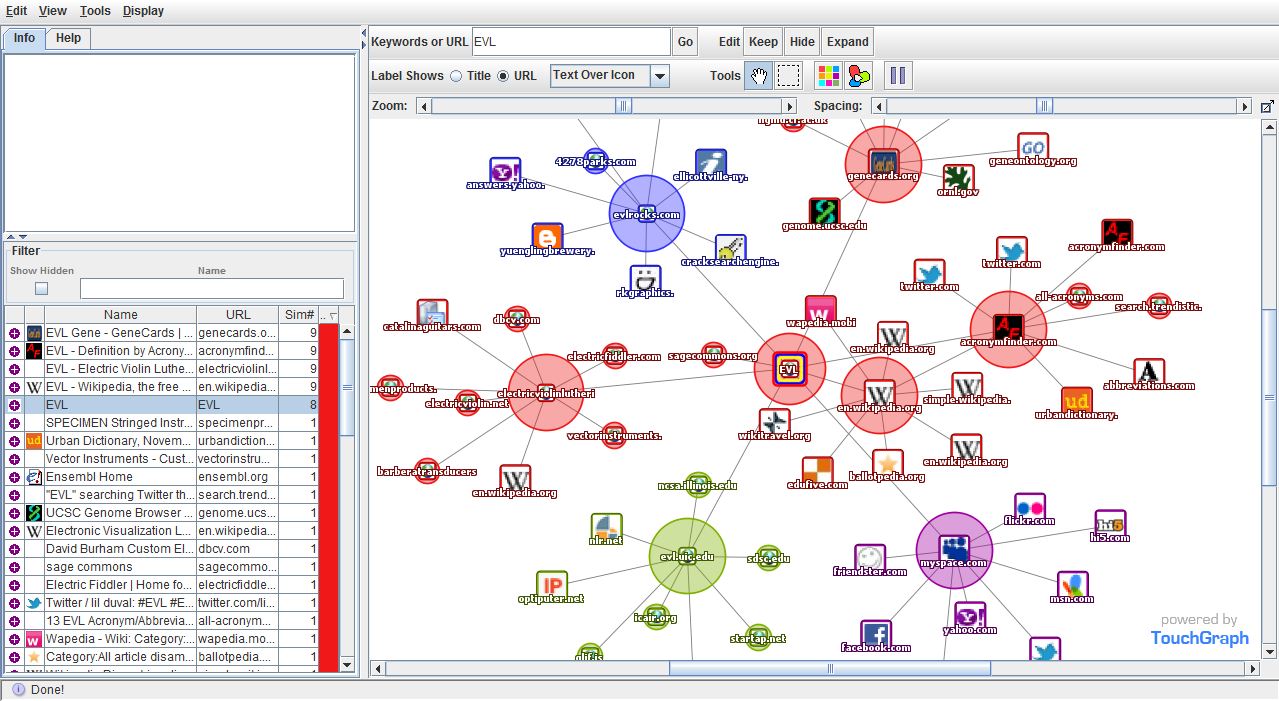 Edit View Tools Display
Info Help
Keywords or URL EVL Go Edit Keep Hide Expand
Label Shows Title URL Text Over Icon Tools
Zoom: Spacing:
Filter
Show Hidden Name
Name URL Sim# ..
EVL Gene - GeneCards | ... genecards.o... 9
EVL - Definition by Acrony... acronymfind... 9
EVL - Electric Violin Luthe... electricviolinl... 9
EVL - Wikipedia, the free ... en.wikipedia... 9
EVL EVL 8
SPECIMEN Stringed Instr... specimenpr... 1
Urban Dictionary, Novem... urbandiction... 1
Vector Instruments - Cust... vectorinstru... 1
Ensembl Home ensembl.org 1
"EVL" searching Twitter th... search.trend... 1
UCSC Genome Browser ... genome.ucs... 1
Electronic Visualization L... en.wikipedia... 1
David Burham Custom El... dbcv.com 1
sage commons sagecommo... 1
Electric Fiddler | Home fo... electricfiddle... 1
Twitter / lil duval: #EVL #E... twitter.com/li... 1
13 EVL Acronym/Abbrevia... all-acronym... 1
Wapedia - Wiki: Category:... wapedia.mo... 1
Category:All article disam... ballotpedia.... 1
4278parks.com
answers.yahoo.
ellicottville-ny.
evlrocks.com
yuenglingbrewery.
cracksearchengine.
rkgraphics.
genecards.org
GO
geneontology.org
ornl.gov
genome.ucsc.edu
acronymfinder.com
twitter.com
twitter.com
all-acronyms.com
search.trendistic.
acronymfinder.com
abbreviations.com
ud
urbandictionary.
wapedia.mobi
en.wikipedia.org
catalinaguitars.com
dbcv.com
electricfiddler.com
sagecommons.org
EVL
electricviolinlutheri
electricviolin.net
vectorinstruments.
barberatransducers
en.wikipedia.org
en.wikipedia.org
simple.wikipedia.
wikitravel.org
en.wikipedia.org
edufive.com
ballotpedia.org
ncsa.illinois.edu
nlr.net
evl.uic.edu
sdsc.edu
IP
optiputer.net
icair.org
startap.net
flickr.com
hi5
hi5.com
friendster.com
myspace.com
msn.com
yahoo.com
facebook.com
powered by
TouchGraph
Done!